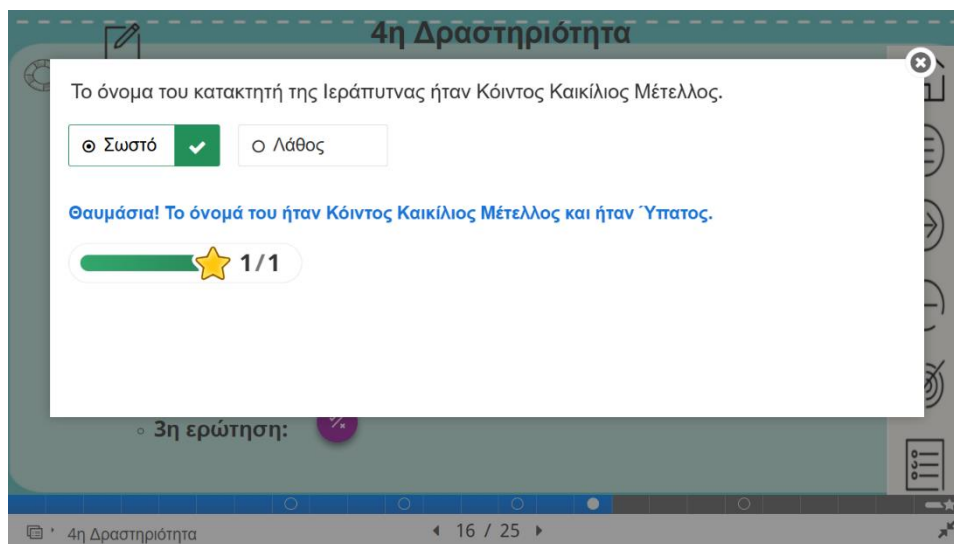 4η Δραστηριότητα
Το όνομα του κατακτητή της Ιεράπυτνας ήταν Κόιντος Καικίλιος Μέτελλος.
Σωστό
Λάθος
Θαυμάσια! Το όνομά του ήταν Κόιντος Καικίλιος Μέτελλος και ήταν Ύπατος.
1/1
3η ερώτηση:
4η Δραστηριότητα
16 / 25